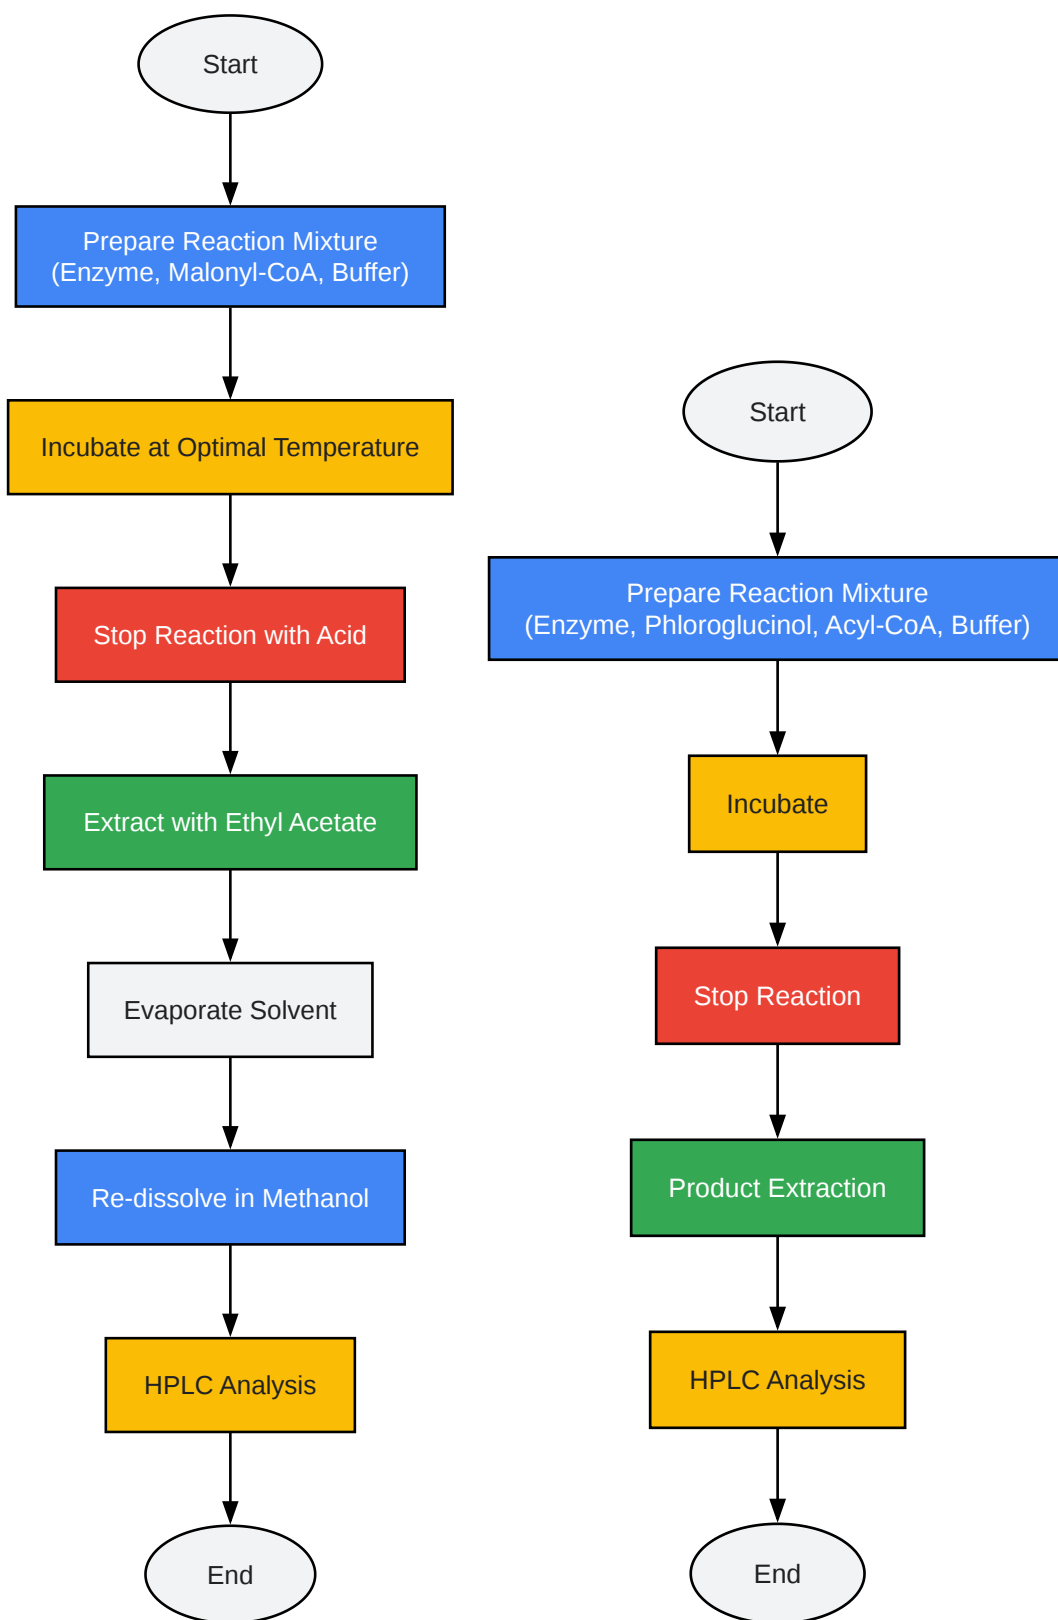 Start
Prepare Reaction Mixture
(Enzyme, Malonyl-CoA, Buffer)
Incubate at Optimal Temperature
Stop Reaction with Acid
Extract with Ethyl Acetate
Evaporate Solvent
Re-dissolve in Methanol
HPLC Analysis
End
Start
Prepare Reaction Mixture
(Enzyme, Phloroglucinol, Acyl-CoA, Buffer)
Incubate
Stop Reaction
Product Extraction
HPLC Analysis
End